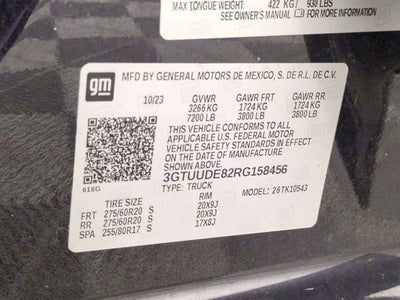 MAX TONGUE WEIGHT: 422 KG/ 930 LBS
SEE OWNER'S MANUAL FOR MORE INFORMATION
gm
MFD BY GENERAL MOTORS DE MEXICO, S. DE R.L. DE C.V.
10/23 GVWR GAWR FRT GAWR RR
3266 KG 1724 KG 1724 KG
7200 LB 3800 LB 3800 LB
THIS VEHICLE CONFORMS TO ALL
APPLICABLE U.S. FEDERAL MOTOR
VEHICLE SAFETY STANDARDS IN EFFECT ON
THE DATE OF MANUFACTURE
618G 3GTUUDE82RG158456
TYPE: TRUCK MODEL: 26TK10543
TIRE SIZE RIM
FRT 275/60R20 S 20X9J
RR 275/60R20 S 20X9J
SPA 255/80R17 S 17X8J